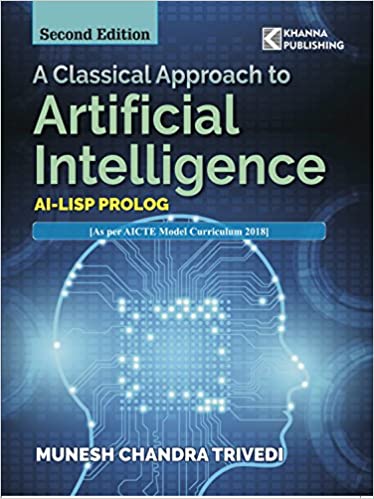 Second Edition
KHANNA
PUBLISHING
A Classical Approach to
Artificial
Intelligence
AI-LISP PROLOG
[As per AICTE Model Curriculum 2018]
MUNESH CHANDRA TRIVEDI